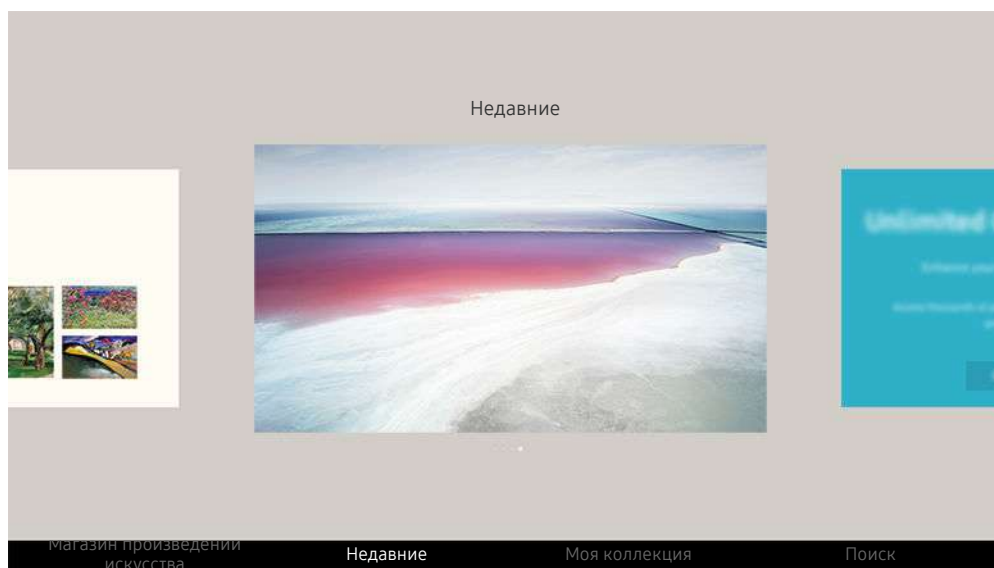 Недавние
Unlimited
Магазин произведений
искусства
Недавние
Моя коллекция
Поиск